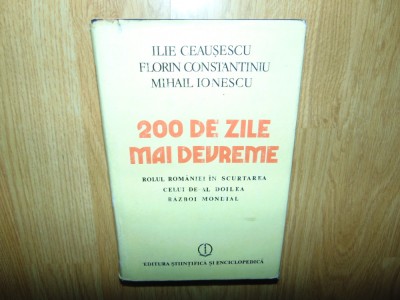 ILIE CEAUȘESCU
FLORIN CONSTANTINIU
MIHAIL IONESCU
200 DE ZILE
MAI DEVREME
ROLUL ROMÂNIEI ÎN SCURTAREA
CELUI DE-AL DOILEA
RĂZBOI MONDIAL
EDITURA ȘTIINȚIFICĂ ȘI ENCICLOPEDICĂ